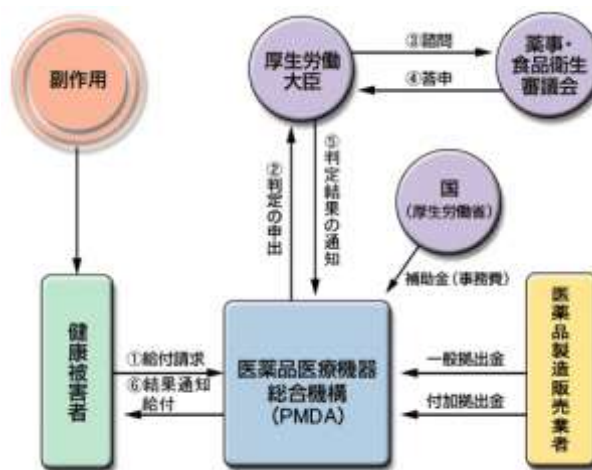 副作用
厚生労働
大臣
③諮問
④答申
薬事・
食品衛生
審議会
②判定の申出
⑤判定結果の通知
国
(厚生労働省)
補助金(事務費)
健康被害者
①給付請求
⑥結果通知
給付
医薬品医療機器
総合機構
(PMDA)
一般拠出金
付加拠出金
医薬品製造販売業者